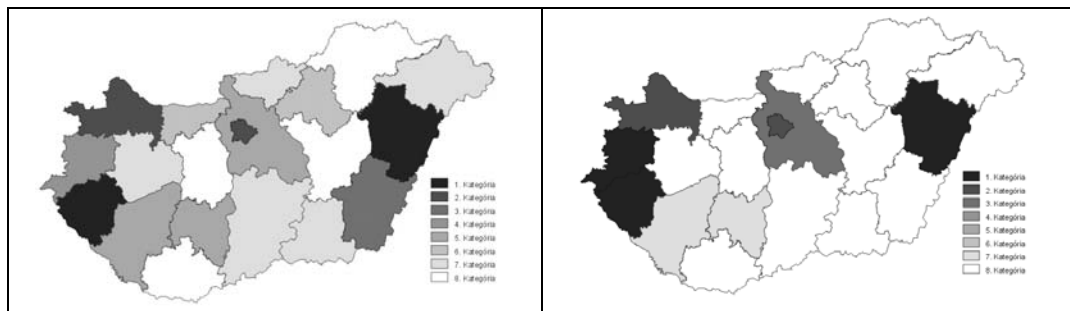 1. Kategória
2. Kategória
3. Kategória
4. Kategória
5. Kategória
6. Kategória
7. Kategória
8. Kategória
1. Kategória
2. Kategória
3. Kategória
4. Kategória
5. Kategória
6. Kategória
7. Kategória
8. Kategória